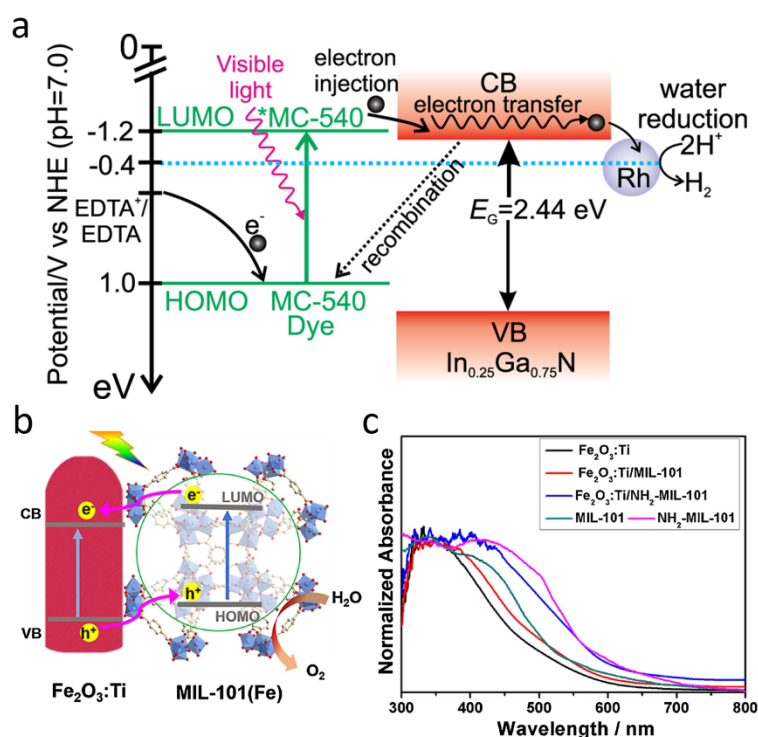 a
0
Potential/V vs NHE (pH=7.0)
-1.2
-0.4
EDTA⁺/
EDTA
1.0
eV
Visible
light
LUMO *MC-540
e⁻
HOMO MC-540
Dye
electron
injection
CB
electron transfer
recombination
E_G=2.44 eV
VB
In₀.₂₅Ga₀.₇₅N
water
reduction
2H⁺
Rh
H₂
b
CB
e⁻
e⁻
LUMO
VB
h⁺
h⁺
HOMO
H₂O
O₂
Fe₂O₃:Ti
MIL-101(Fe)
c
Normalized Absorbance
Fe₂O₃:Ti
Fe₂O₃:Ti/MIL-101
Fe₂O₃:Ti/NH₂-MIL-101
MIL-101 NH₂-MIL-101
300 400 500 600 700 800
Wavelength / nm